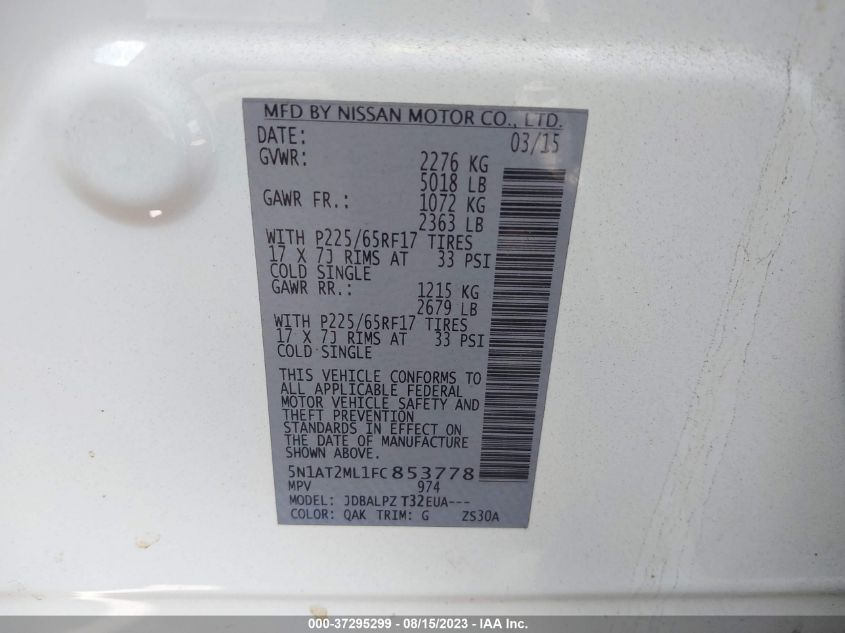 MFD BY NISSAN MOTOR CO., LTD.
DATE: 03/15
GVWR: 2276 KG
5018 LB
GAWR FR.: 1072 KG
2363 LB
WITH P225/65RF17 TIRES
17 X 7J RIMS AT 33 PSI
COLD SINGLE
GAWR RR.: 1215 KG
2679 LB
WITH P225/65RF17 TIRES
17 X 7J RIMS AT 33 PSI
COLD SINGLE
THIS VEHICLE CONFORMS TO
ALL APPLICABLE FEDERAL
MOTOR VEHICLE SAFETY AND
THEFT PREVENTION
STANDARDS IN EFFECT ON
THE DATE OF MANUFACTURE
SHOWN ABOVE.
5N1AT2ML1FC853778
MPV 974
MODEL: JDBALPZ T32EUA---
COLOR: QAK TRIM: G ZS30A
000-37295299 - 08/15/2023 - IAA Inc.